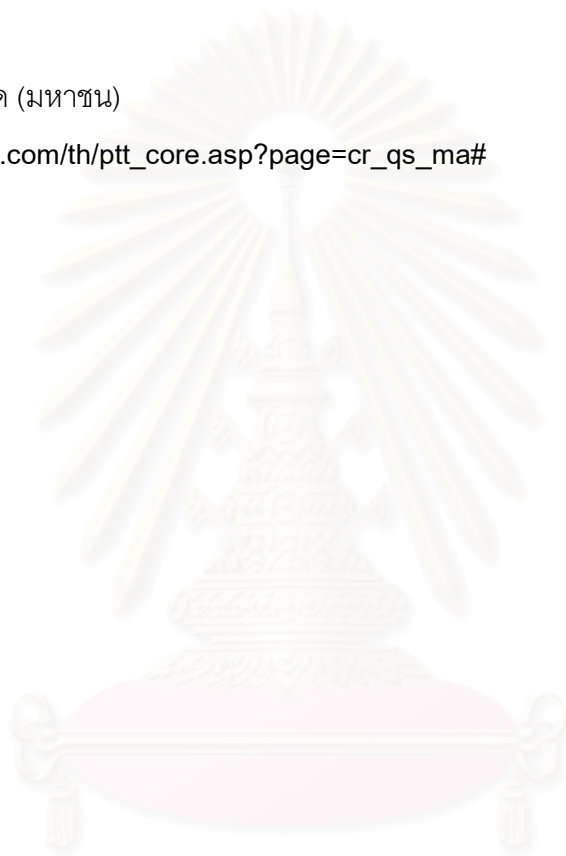 ด (มหาชน)
.com/th/ptt_core.asp?page=cr_qs_ma#